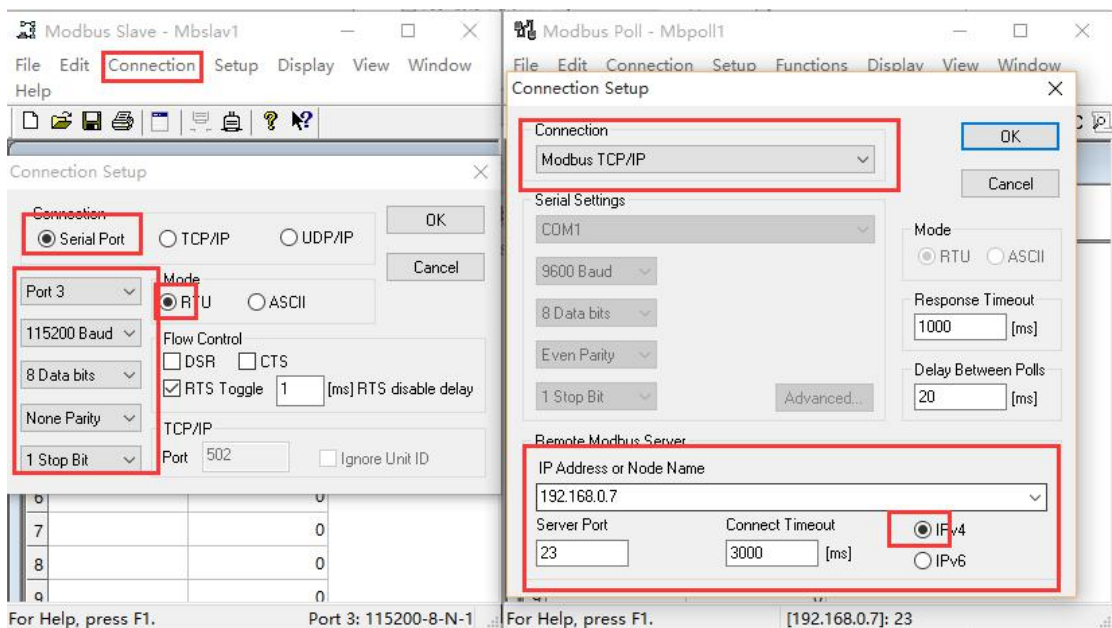 Modbus Slave - Mbslav1
File Edit Connection Setup Display View Window
Help
Connection Setup
Connection
Serial Port TCP/IP UDP/IP
OK
Cancel
Port 3
115200 Baud
8 Data bits
None Parity
1 Stop Bit
Mode
RTU ASCII
Flow Control
DSR CTS
RTS Toggle 1 [ms] RTS disable delay
TCP/IP
Port 502 Ignore Unit ID
6 0
7 0
8 0
9 0
For Help, press F1. Port 3: 115200-8-N-1
Modbus Poll - Mbpoll1
File Edit Connection Setup Functions Display View Window
Connection Setup
Connection
Modbus TCP/IP
OK
Cancel
Serial Settings
COM1
9600 Baud
8 Data bits
Even Parity
1 Stop Bit
Advanced...
Mode
RTU ASCII
Response Timeout
1000 [ms]
Delay Between Polls
20 [ms]
Remote Modbus Server
IP Address or Node Name
192.168.0.7
Server Port
23
Connect Timeout
3000 [ms]
IPv4
IPv6
For Help, press F1. [192.168.0.7]: 23